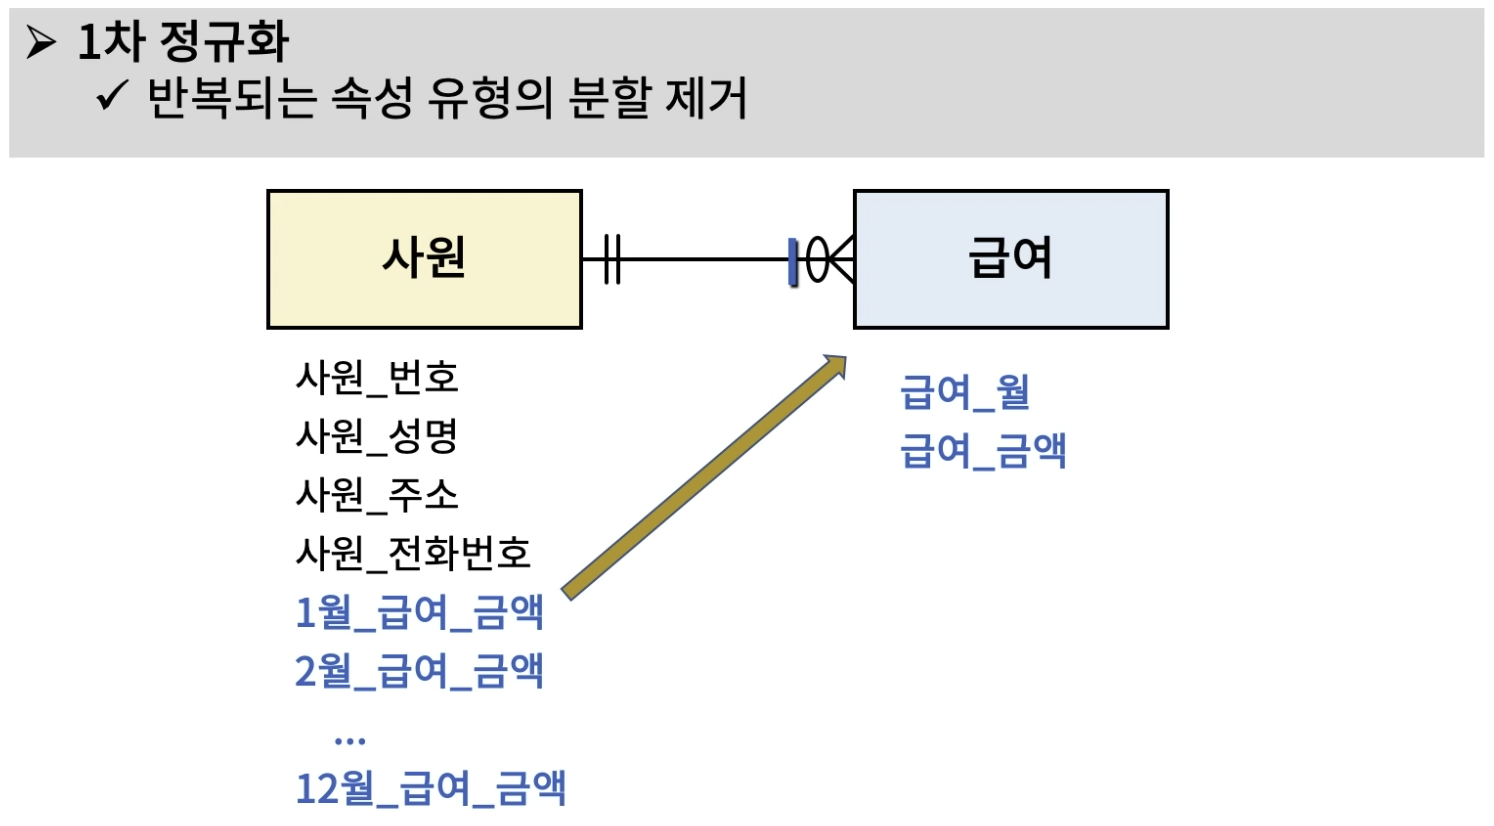 ➢ 1차 정규화
✓ 반복되는 속성 유형의 분할 제거
사원
급여
사원_번호
사원_성명
사원_주소
사원_전화번호
1월_급여_금액
2월_급여_금액
...
12월_급여_금액
급여_월
급여_금액